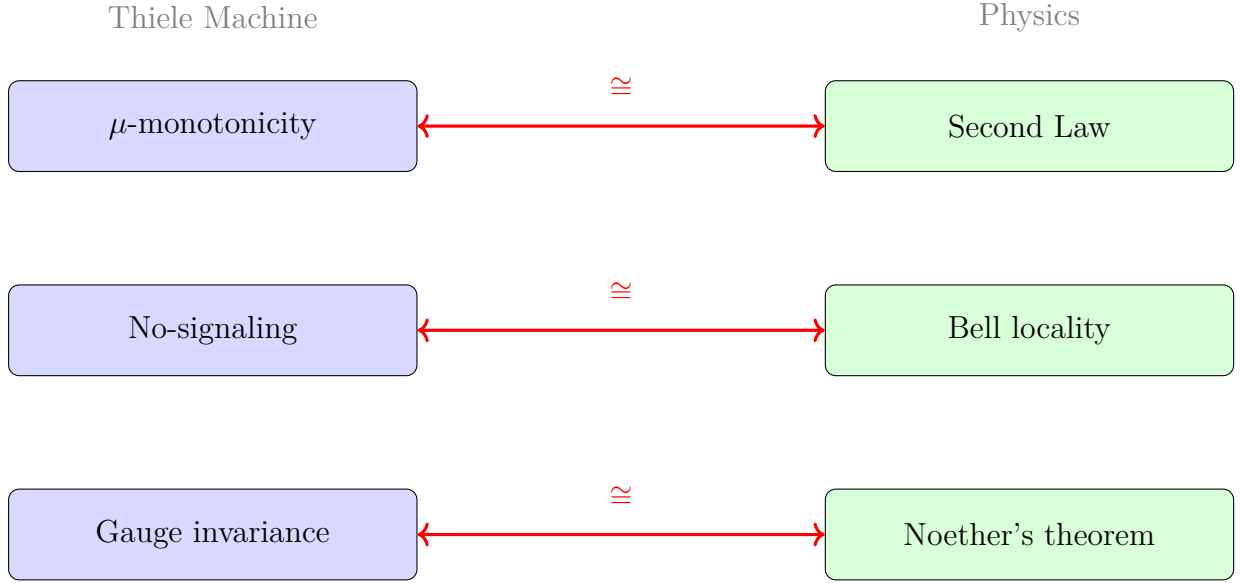 Thiele Machine
Physics
μ-monotonicity
≅
Second Law
No-signaling
≅
Bell locality
Gauge invariance
≅
Noether's theorem